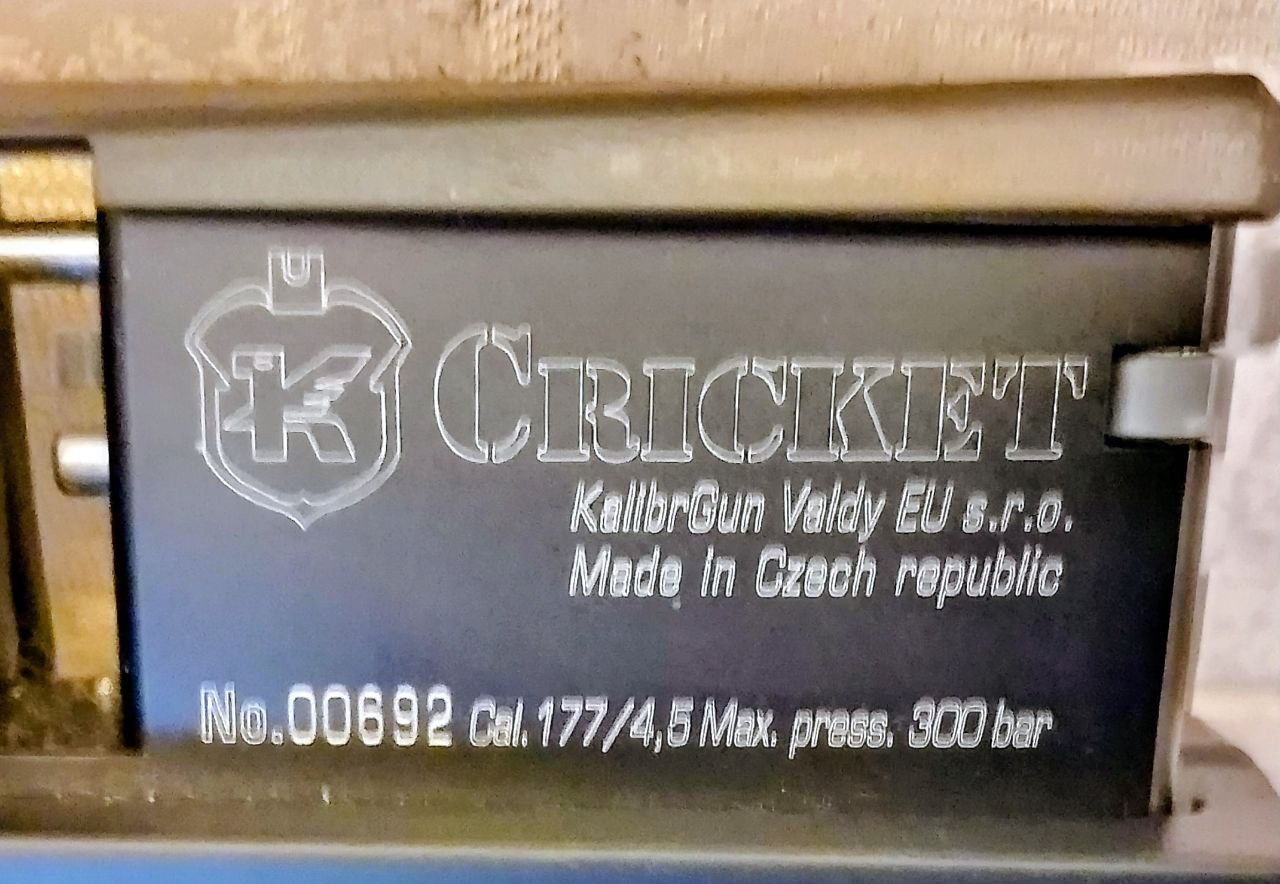 K
CRICKET
KalibrGun Valdy EU s.r.o.
Made in Czech republic
No.00692 Cal.177/4,5 Max. press. 300 bar